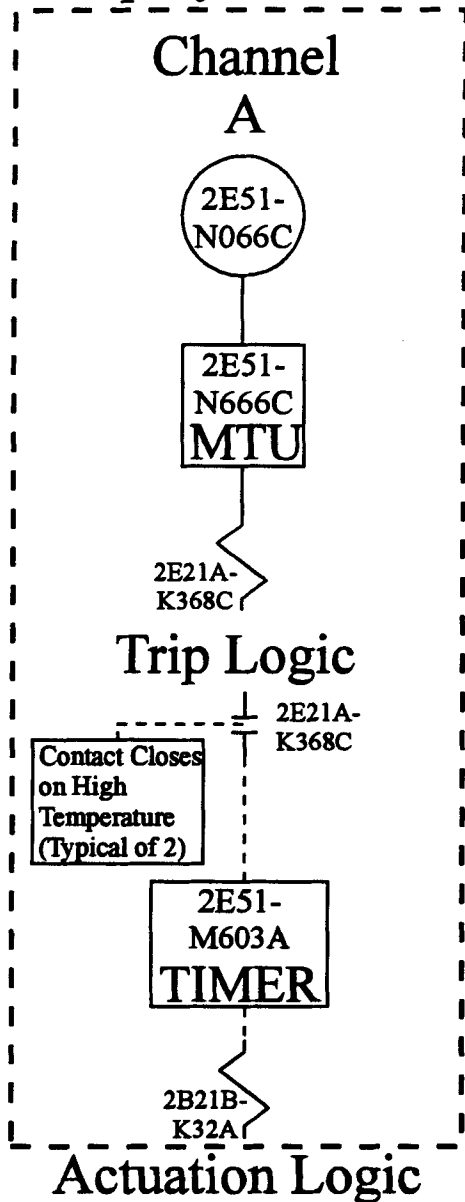 Channel
A
2E51-
N066C
2E51-
N666C
MTU
2E21A-
K368C
Trip Logic
2E21A-
K368C
Contact Closes
on High
Temperature
(Typical of 2)
2E51-
M603A
TIMER
2B21B-
K32A
Actuation Logic